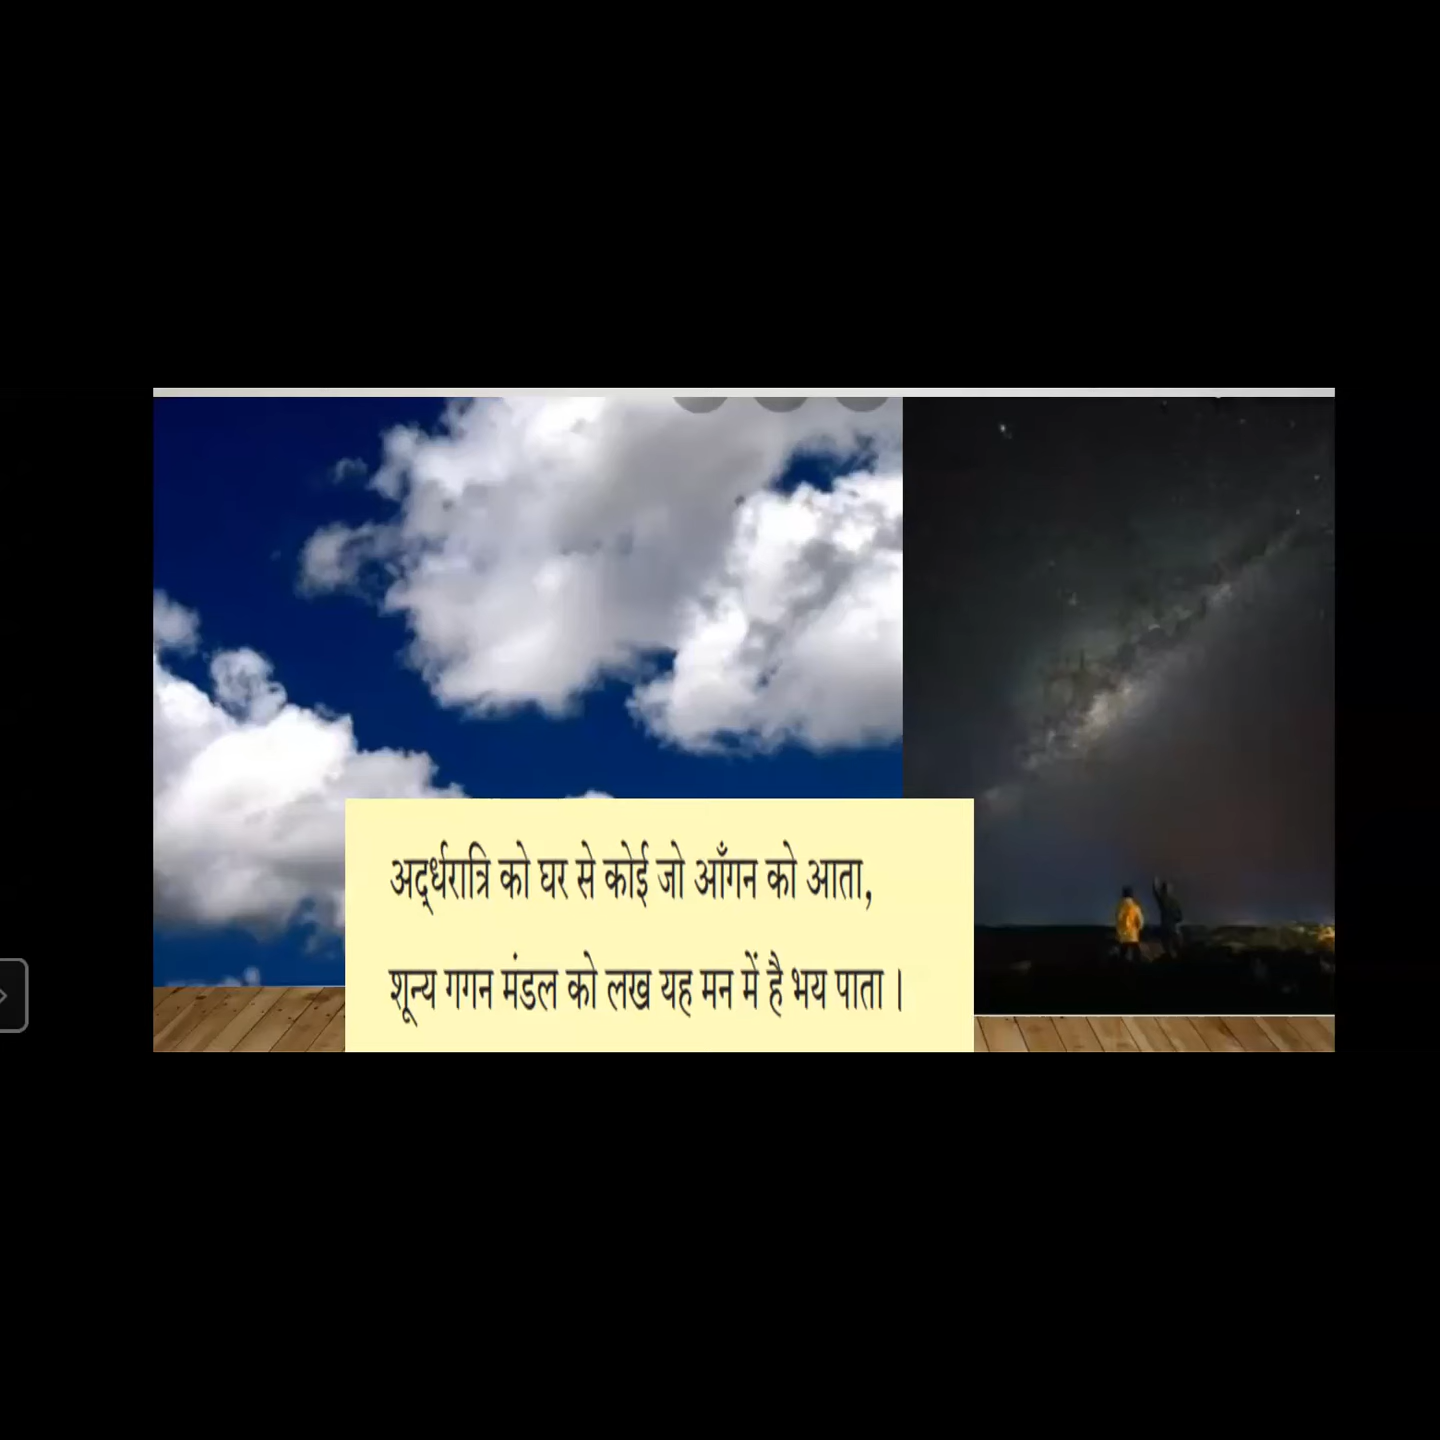 अर्द्धरात्रि को घर से कोई जो आँगन को आता,
शून्य गगन मंडल को लख यह मन में है भय पाता ।